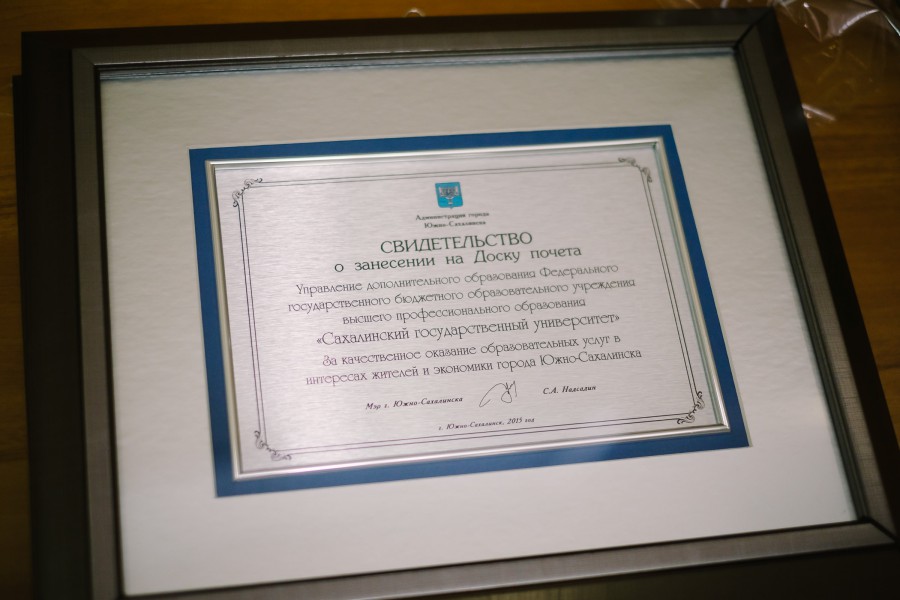 Администрация города
Южно-Сахалинска
СВИДЕТЕЛЬСТВО
о занесении на Доску почета
Управление дополнительного образования Федерального
государственного бюджетного образовательного учреждения
высшего профессионального образования
«Сахалинский государственный университет»
За качественное оказание образовательных услуг в
интересах жителей и экономики города Южно-Сахалинска
Мэр г. Южно-Сахалинска С.А. Надсадин
г. Южно-Сахалинск, 2015 год